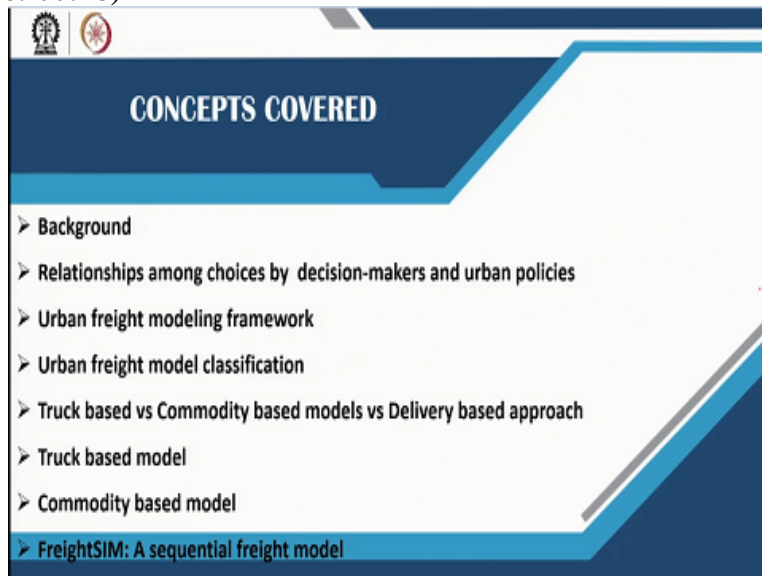 CONCEPTS COVERED
➢ Background
➢ Relationships among choices by decision-makers and urban policies
➢ Urban freight modeling framework
➢ Urban freight model classification
➢ Truck based vs Commodity based models vs Delivery based approach
➢ Truck based model
➢ Commodity based model
➢ FreightSIM: A sequential freight model